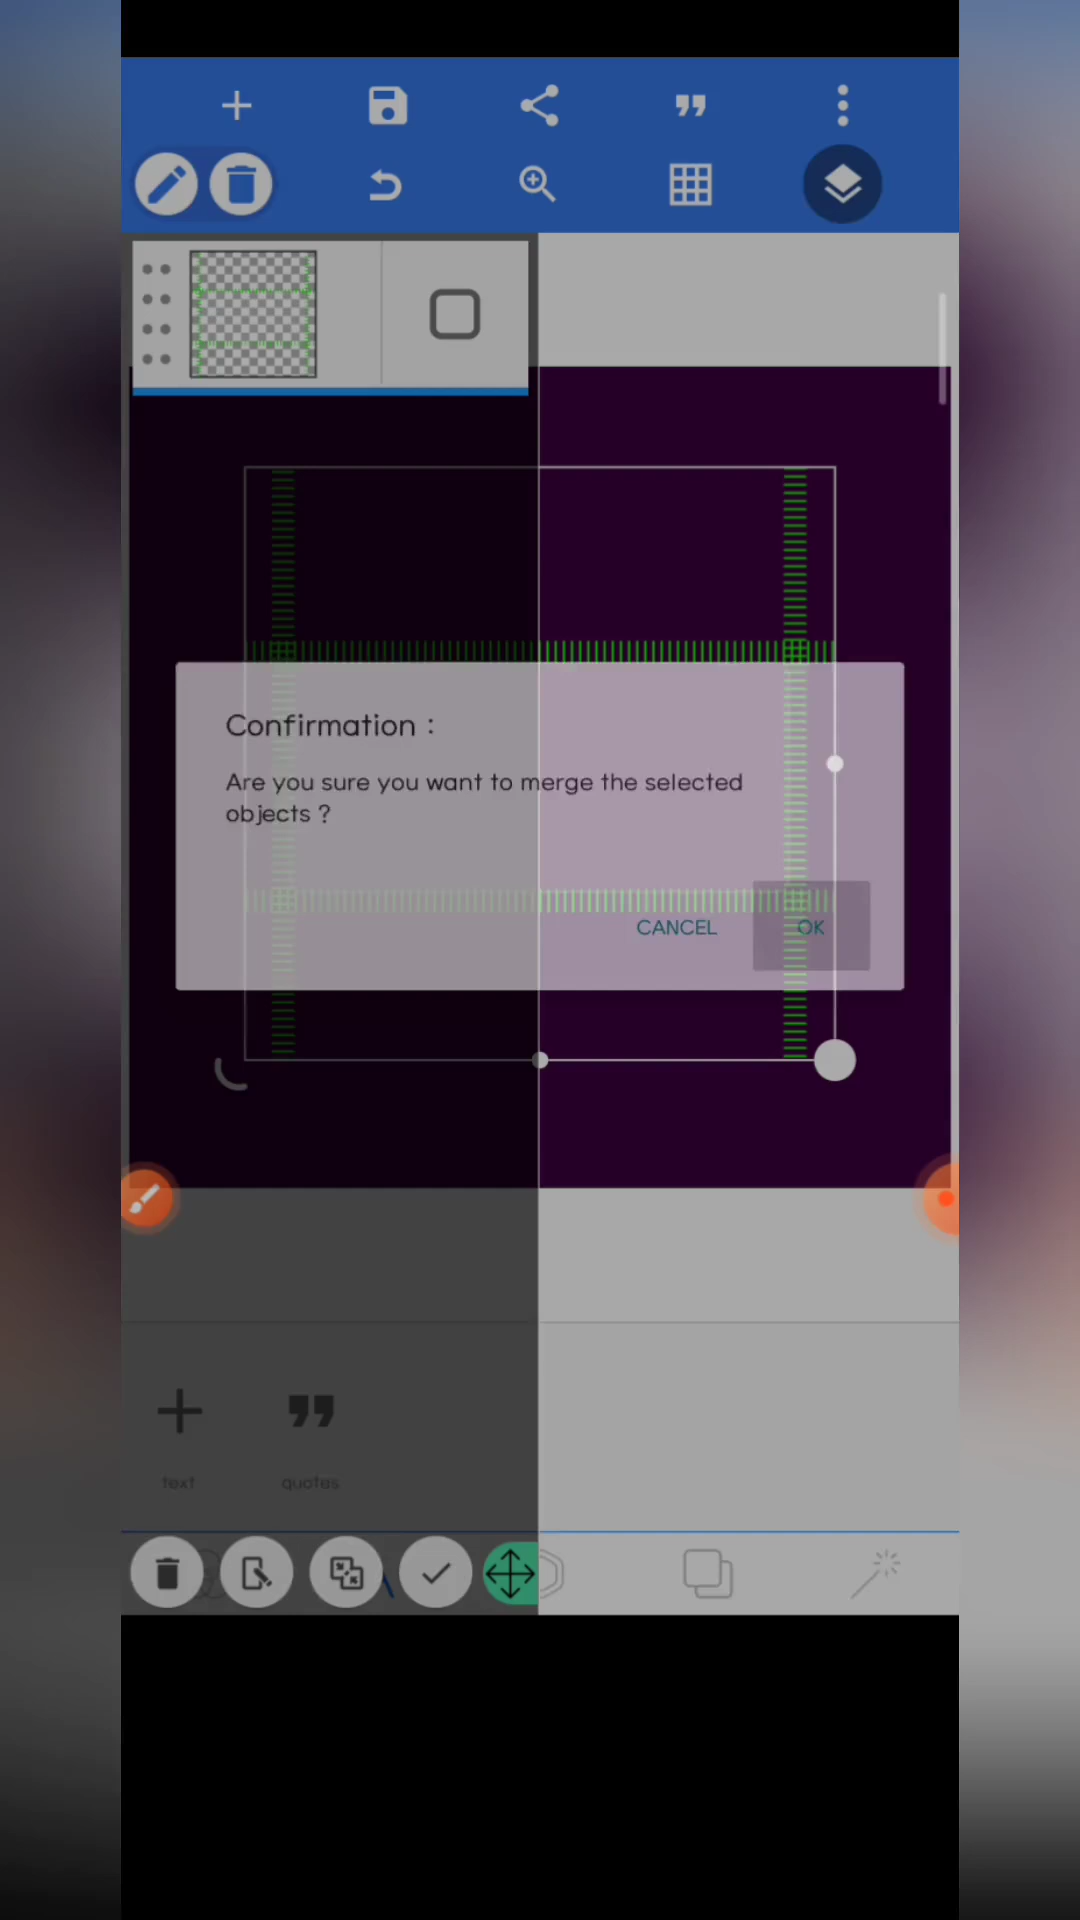 Confirmation :
Are you sure you want to merge the selected
objects ?
CANCEL OK
text quotes